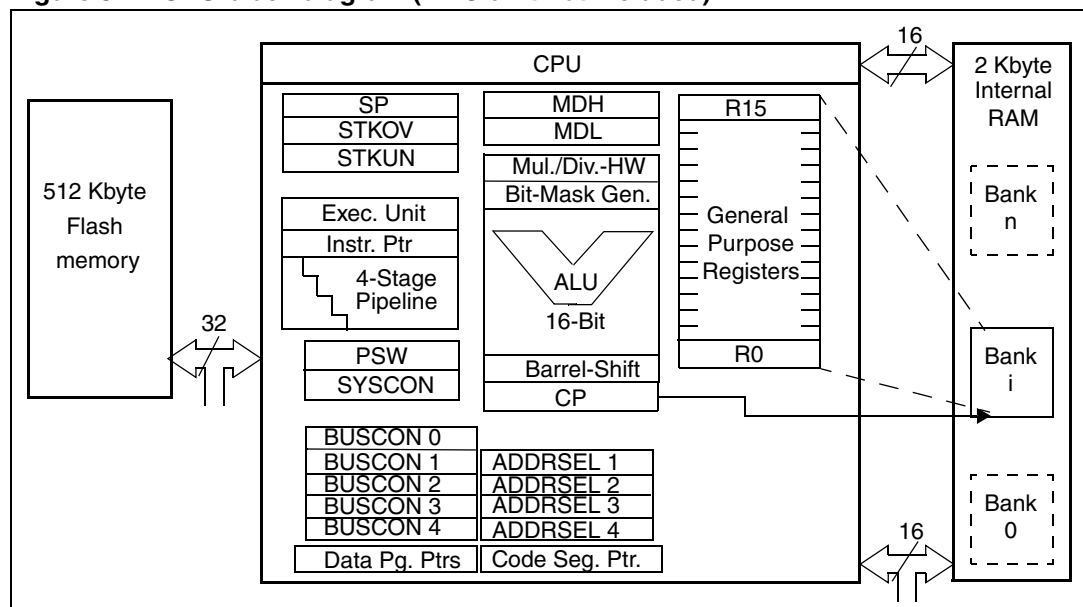 16
CPU
2 Kbyte
Internal
RAM
SP
STKOV
STKUN
MDH
MDL
R15
Mul./Div.-HW
Bit-Mask Gen.
512 Kbyte
Flash
memory
Exec. Unit
Instr. Ptr
4-Stage
Pipeline
ALU
16-Bit
General
Purpose
Registers
Bank
n
32
PSW
SYSCON
Barrel-Shift
CP
R0
Bank
i
BUSCON 0
BUSCON 1
BUSCON 2
BUSCON 3
BUSCON 4
ADDRSEL 1
ADDRSEL 2
ADDRSEL 3
ADDRSEL 4
Data Pg. Ptrs
Code Seg. Ptr.
Bank
0
16